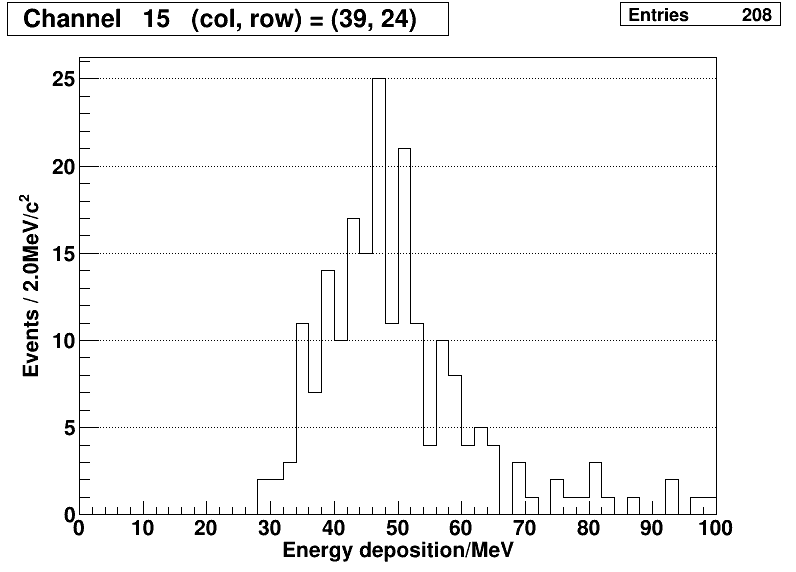 Channel 15 (col, row) = (39, 24)
Entries 208
Events / 2.0MeV/c²
25
20
15
10
5
0
0 10 20 30 40 50 60 70 80 90 100
Energy deposition/MeV